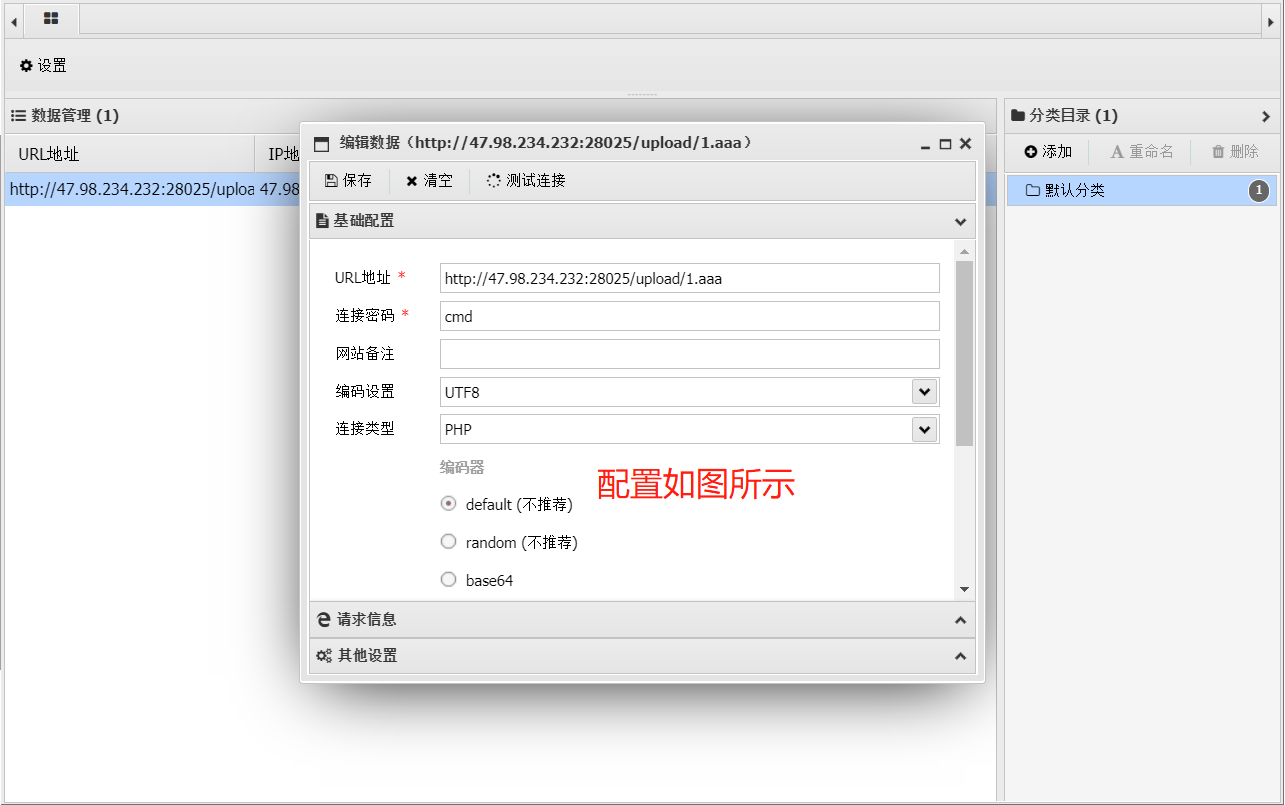 设置
数据管理 (1)
URL地址 IP地
http://47.98.234.232:28025/uploa 47.98
编辑数据（http://47.98.234.232:28025/upload/1.aaa）
保存 清空 测试连接
基础配置
URL地址 * http://47.98.234.232:28025/upload/1.aaa
连接密码 * cmd
网站备注
编码设置 UTF8
连接类型 PHP
编码器
配置如图所示
default (不推荐)
random (不推荐)
base64
请求信息
其他设置
分类目录 (1)
添加 重命名 删除
默认分类 1